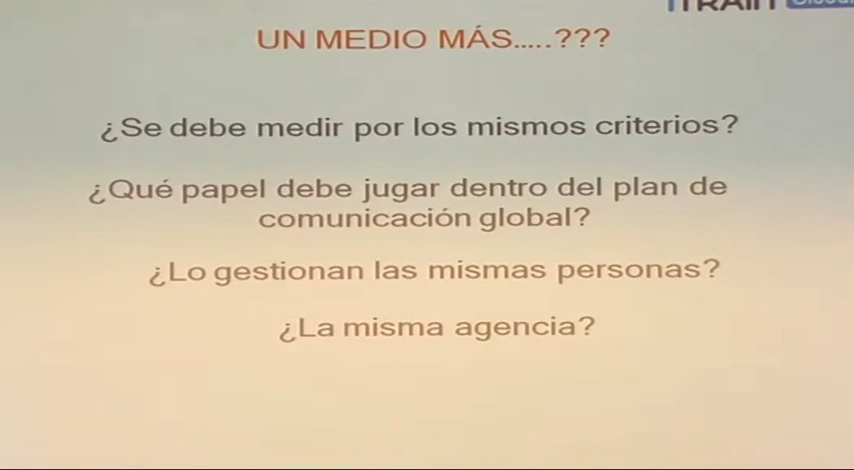 UN MEDIO MÁS.....???
¿Se debe medir por los mismos criterios?
¿Qué papel debe jugar dentro del plan de
comunicación global?
¿Lo gestionan las mismas personas?
¿La misma agencia?